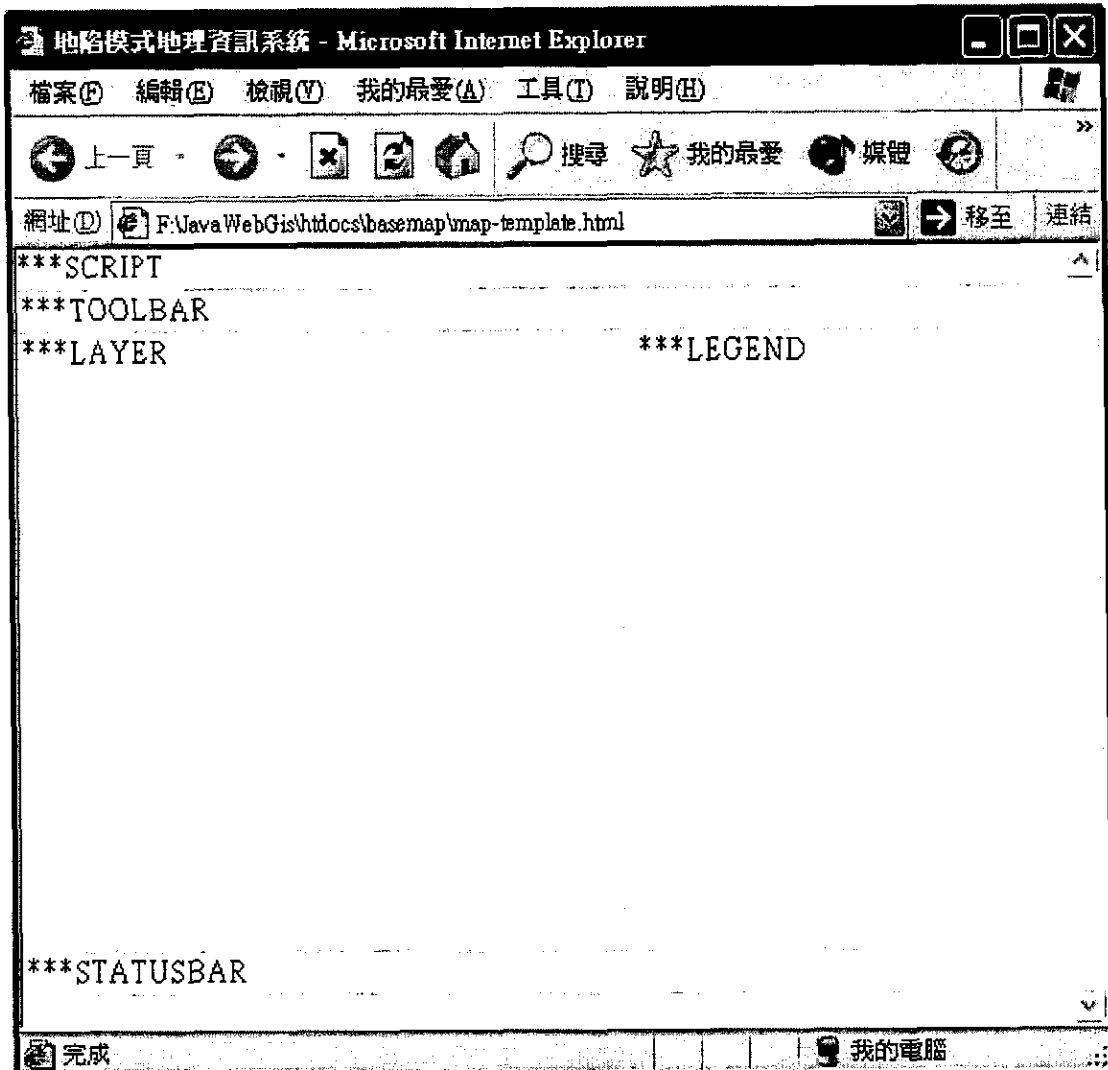 地陷模式地理資訊系統 - Microsoft Internet Explorer
檔案(F) 編輯(E) 檢視(V) 我的最愛(A) 工具(T) 說明(H)
上一頁 搜尋 我的最愛 媒體 »
網址(D) F:\JavaWebGis\htdocs\basemap\map-template.html 移至 連結
***SCRIPT
***TOOLBAR
***LAYER ***LEGEND
***STATUSBAR
完成 我的電腦